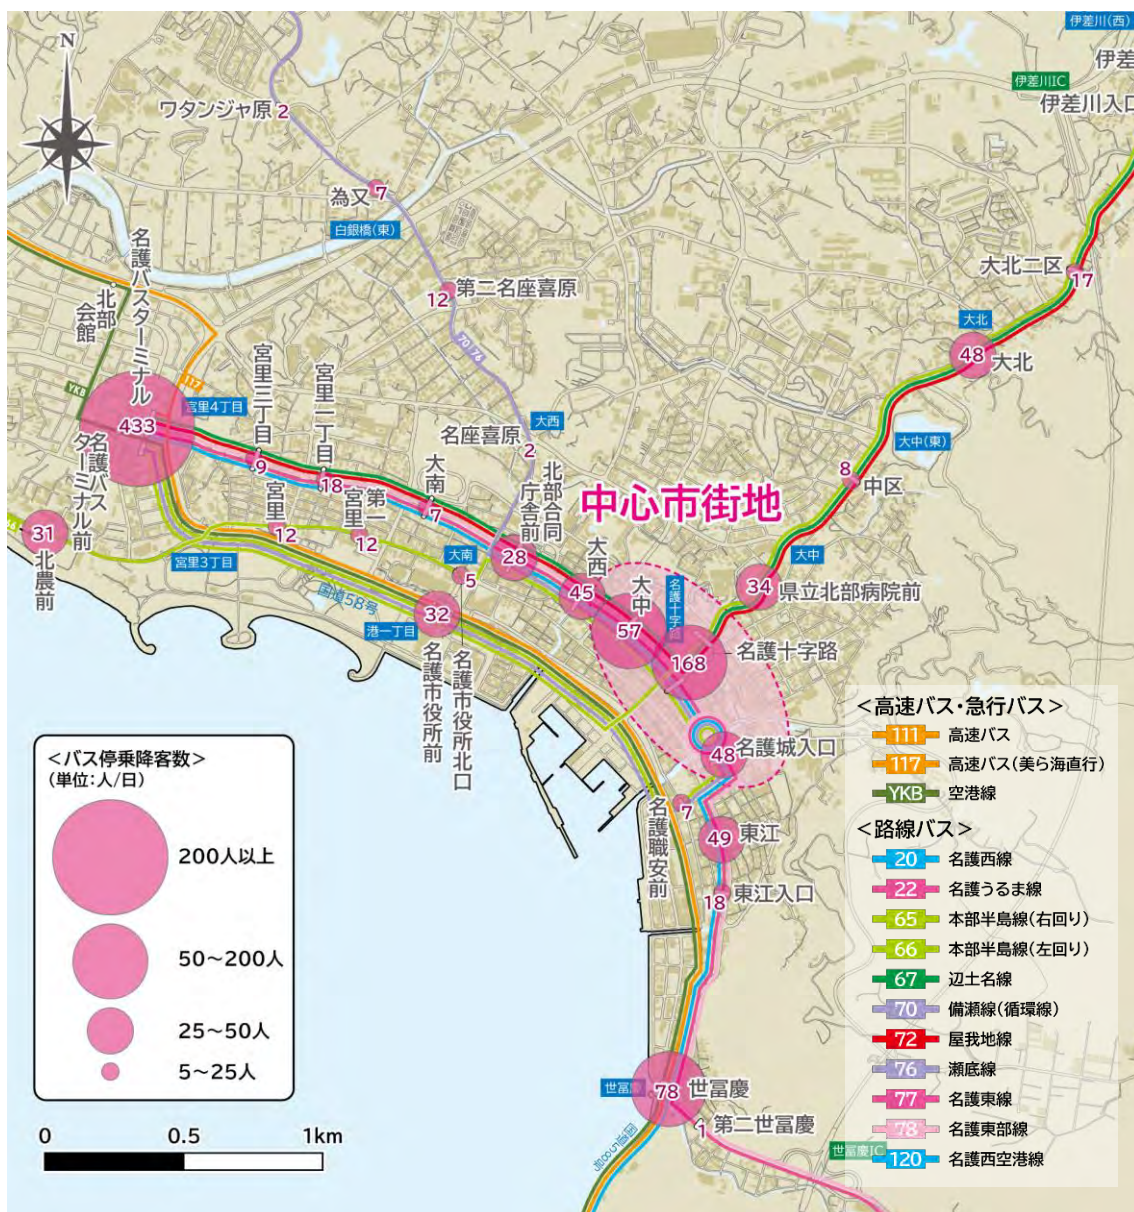 伊差川(西)
N
伊差
伊差川IC
伊差川入口
ワタンジャ原 2
為又 7
白銀橋(東)
名護バスターミナル
北部
会館
大北二区
17
12 第二名座喜原
大北
48
大北
70 76
YKB
117
宮里4丁目
宮里三丁目
宮里一丁目
大西
大中(東)
433
名座喜原 2
名護バス
ターミナル前
大南
北部合同
庁舎前
9
18
7
8
中区
中心市街地
31
北農前
宮里
12
第一
宮里
12
大南
28
大西
大中
宮里3丁目
5
45
名護十字路
34
県立北部病院前
国道58号
港一丁目
32
57
168
名護十字路
名護市役所前
名護市役所北口
48
名護城入口
7
名護職安前
49
東江
18
東江入口
世冨慶
78
世冨慶
1
第二世冨慶
国道58号
世冨慶IC
<バス停乗降客数>
(単位:人/日)
200人以上
50~200人
25~50人
5~25人
0 0.5 1km
<高速バス・急行バス>
111 高速バス
117 高速バス(美ら海直行)
YKB 空港線
<路線バス>
20 名護西線
22 名護うるま線
65 本部半島線(右回り)
66 本部半島線(左回り)
67 辺土名線
70 備瀬線(循環線)
72 屋我地線
76 瀬底線
77 名護東線
78 名護東部線
120 名護西空港線